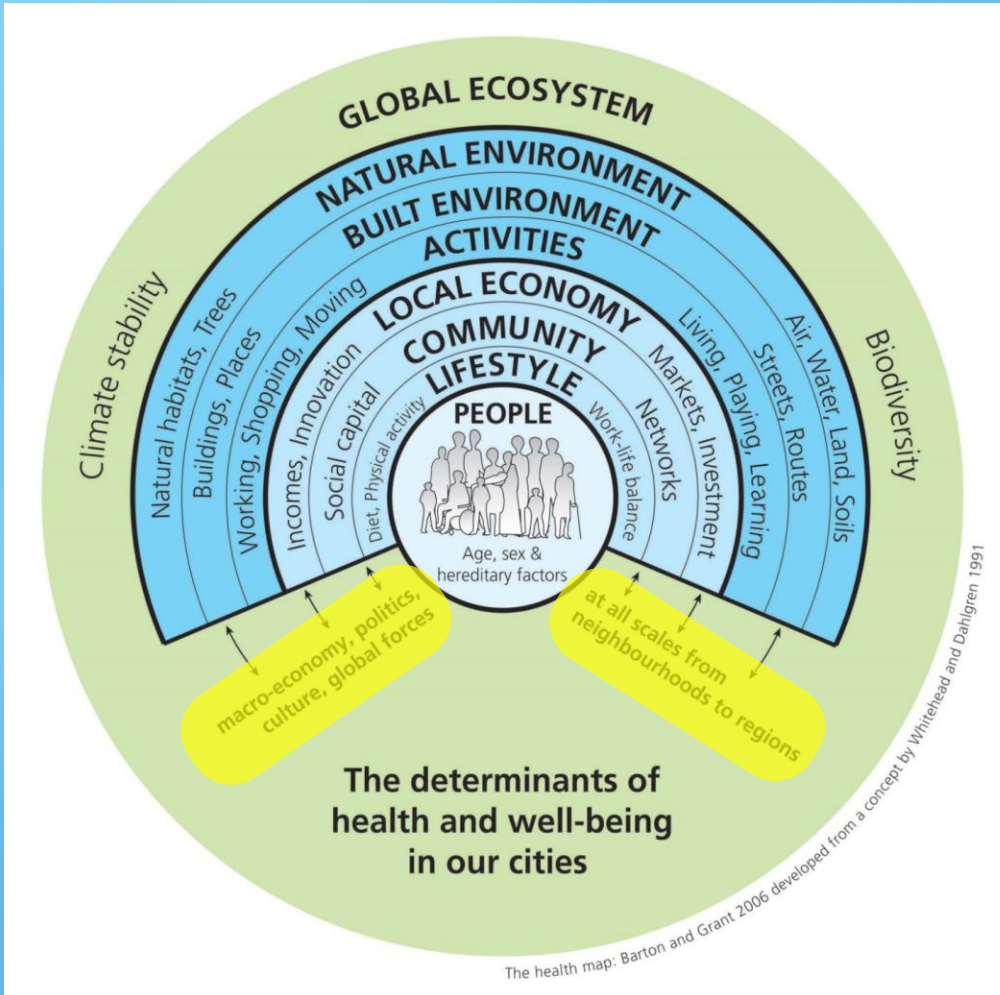 GLOBAL ECOSYSTEM
NATURAL ENVIRONMENT
BUILT ENVIRONMENT
ACTIVITIES
LOCAL ECONOMY
COMMUNITY
LIFESTYLE
PEOPLE
Climate stability
Natural habitats, Trees
Buildings, Places
Working, Shopping, Moving
Incomes, Innovation
Social capital
Diet, Physical activity
Work-life balance
Networks
Markets, Investment
Living, Playing, Learning
Streets, Routes
Air, Water, Land, Soils
Biodiversity
Age, sex &
hereditary factors
macro-economy, politics,
culture, global forces
at all scales from
neighbourhoods to regions
The determinants of
health and well-being
in our cities
The health map: Barton and Grant 2006 developed from a concept by Whitehead and Dahlgren 1991